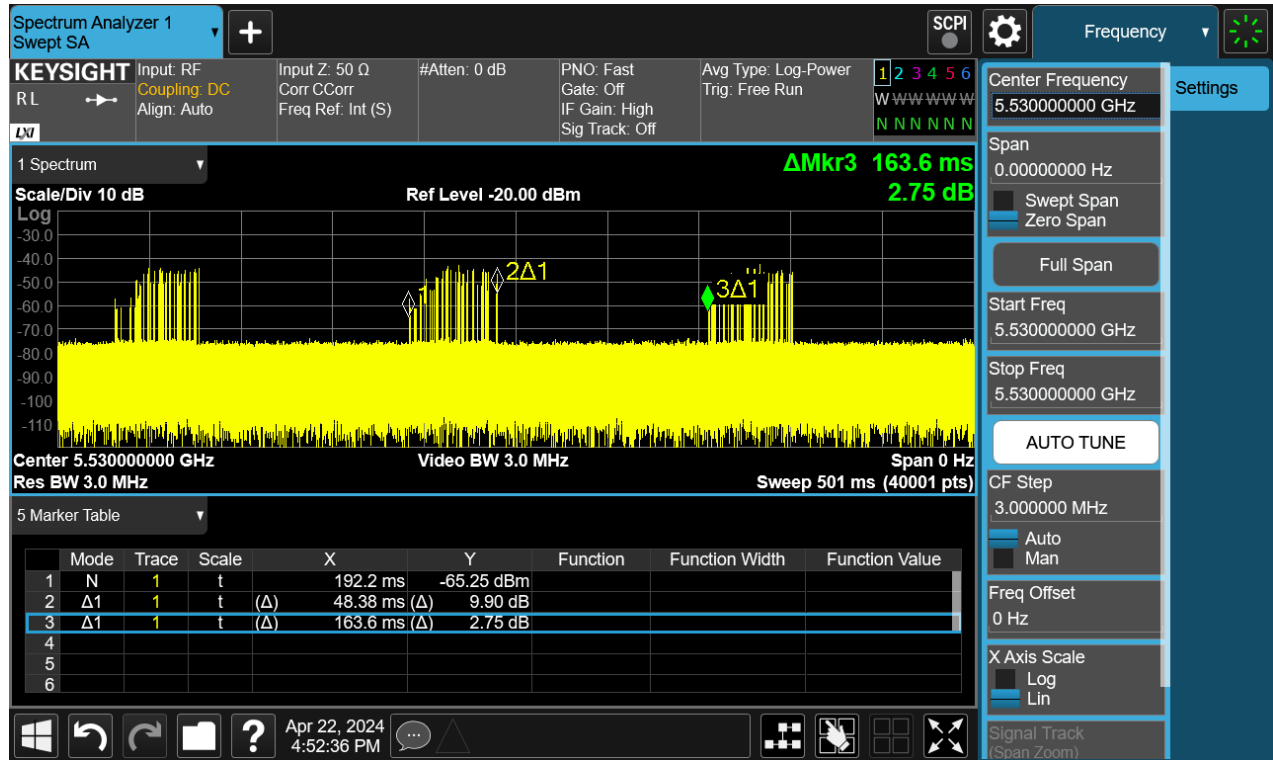 Spectrum Analyzer 1
Swept SA
▼
+
SCPI
Frequency ▼
KEYSIGHT
R L
LXI
Input: RF
Coupling: DC
Align: Auto
Input Z: 50 Ω
Corr CCorr
Freq Ref: Int (S)
#Atten: 0 dB
PNO: Fast
Gate: Off
IF Gain: High
Sig Track: Off
Avg Type: Log-Power
Trig: Free Run
1 2 3 4 5 6
W W W W W W
N N N N N N
1 Spectrum ▼
ΔMkr3 163.6 ms
2.75 dB
Scale/Div 10 dB
Ref Level -20.00 dBm
Log
-30.0
-40.0
-50.0
-60.0
-70.0
-80.0
-90.0
-100
-110
1
2Δ1
3Δ1
Center 5.530000000 GHz
Video BW 3.0 MHz
Span 0 Hz
Res BW 3.0 MHz
Sweep 501 ms (40001 pts)
5 Marker Table ▼
Mode Trace Scale X Y Function Function Width Function Value
1 N 1 t 192.2 ms -65.25 dBm
2 Δ1 1 t (Δ) 48.38 ms (Δ) 9.90 dB
3 Δ1 1 t (Δ) 163.6 ms (Δ) 2.75 dB
4
5
6
?
Apr 22, 2024
4:52:36 PM
Center Frequency
5.530000000 GHz
Span
0.00000000 Hz
Swept Span
Zero Span
Full Span
Start Freq
5.530000000 GHz
Stop Freq
5.530000000 GHz
AUTO TUNE
CF Step
3.000000 MHz
Auto
Man
Freq Offset
0 Hz
X Axis Scale
Log
Lin
Signal Track
(Span Zoom)
Settings